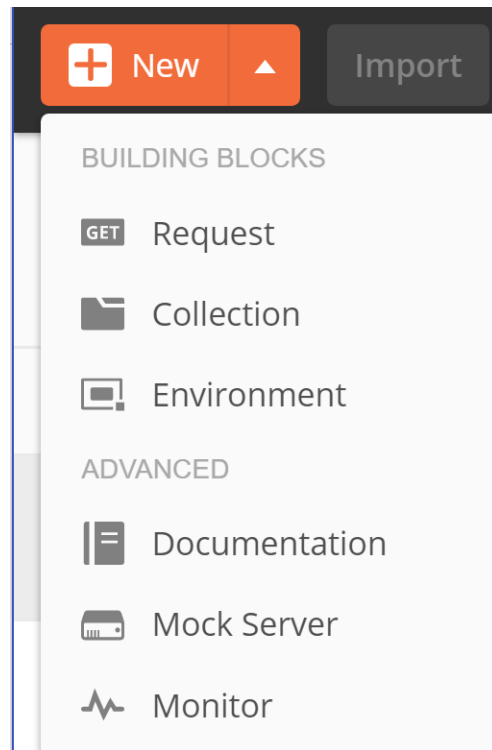 New
Import
BUILDING BLOCKS
GET Request
Collection
Environment
ADVANCED
Documentation
Mock Server
Monitor